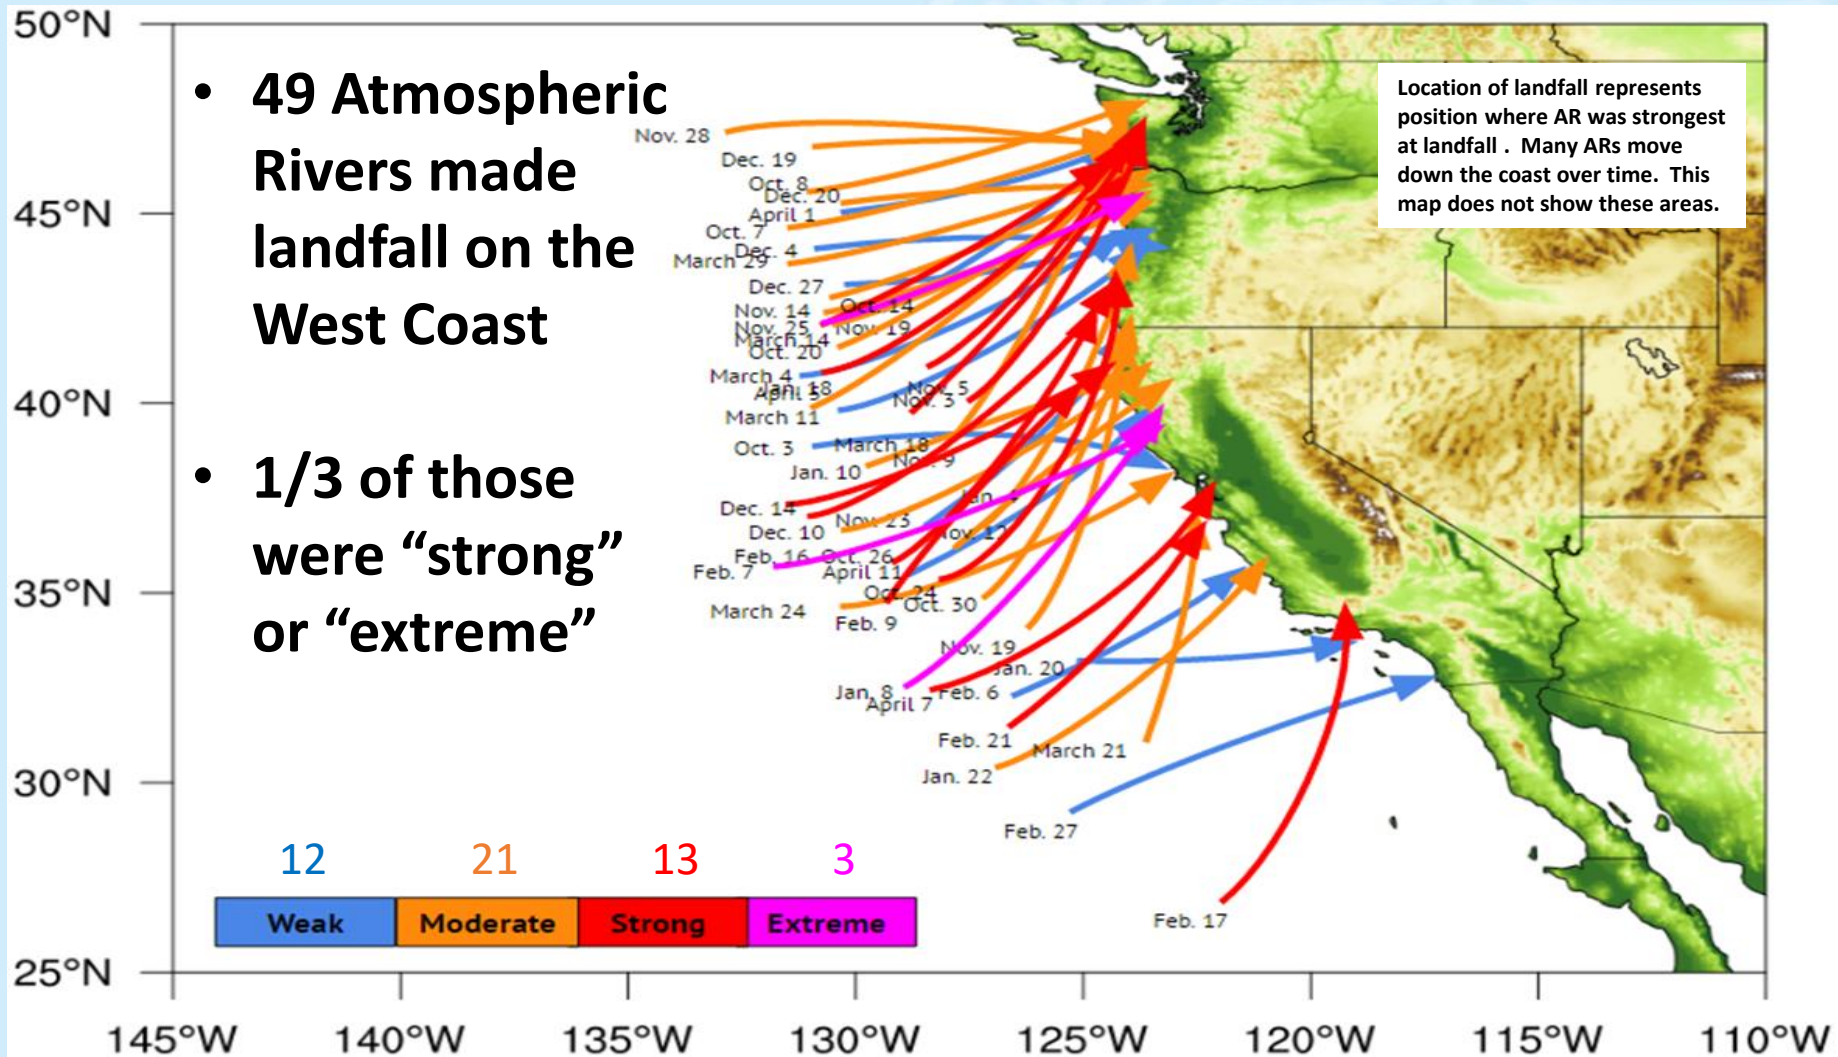 50°N
45°N
40°N
35°N
30°N
25°N
145°W
140°W
135°W
130°W
125°W
120°W
115°W
110°W
• 49 Atmospheric
Rivers made
landfall on the
West Coast
• 1/3 of those
were “strong”
or “extreme”
Location of landfall represents
position where AR was strongest
at landfall . Many ARs move
down the coast over time. This
map does not show these areas.
Nov. 28
Dec. 19
Oct. 8
Dec. 20
April 1
Oct. 7
Dec. 4
March 29
Dec. 27
Oct. 14
Nov. 14
Nov. 25
Nov. 19
March 14
Oct. 20
March 4
Jan. 18
April 5
Nov. 5
Nov. 3
March 11
Oct. 3
March 18
Nov. 9
Jan. 10
Dec. 14
Nov. 23
Dec. 10
Nov. 12
Feb. 16
Oct. 26
Feb. 7
April 11
Oct. 24
Oct. 30
March 24
Feb. 9
Nov. 19
Jan. 20
Jan. 8
Feb. 6
April 7
Feb. 21
March 21
Jan. 22
Feb. 27
Feb. 17
12
21
13
3
Weak
Moderate
Strong
Extreme